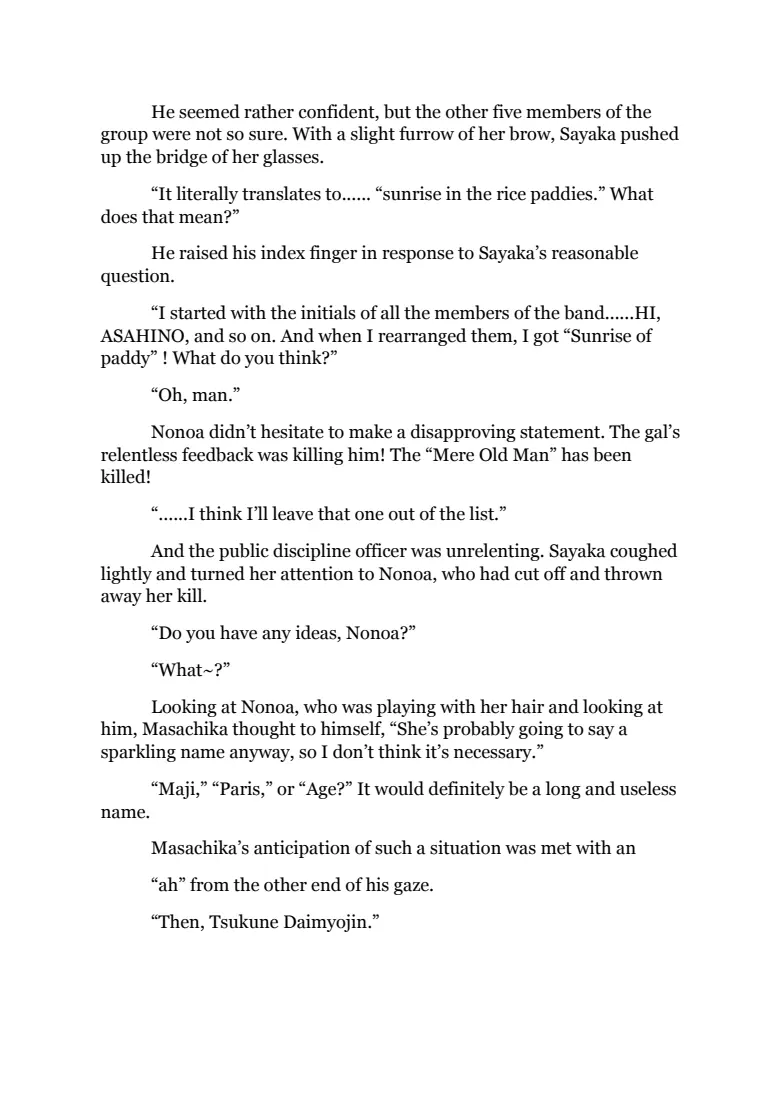 He seemed rather confident, but the other five members of the
group were not so sure. With a slight furrow of her brow, Sayaka pushed
up the bridge of her glasses.
“It literally translates to...... “sunrise in the rice paddies.” What
does that mean?”
He raised his index finger in response to Sayaka’s reasonable
question.
“I started with the initials of all the members of the band......HI,
ASAHINO, and so on. And when I rearranged them, I got “Sunrise of
paddy” ! What do you think?”
“Oh, man.”
Nonoa didn’t hesitate to make a disapproving statement. The gal’s
relentless feedback was killing him! The “Mere Old Man” has been
killed!
“......I think I’ll leave that one out of the list.”
And the public discipline officer was unrelenting. Sayaka coughed
lightly and turned her attention to Nonoa, who had cut off and thrown
away her kill.
“Do you have any ideas, Nonoa?”
“What~?”
Looking at Nonoa, who was playing with her hair and looking at
him, Masachika thought to himself, “She’s probably going to say a
sparkling name anyway, so I don’t think it’s necessary.”
“Maji,” “Paris,” or “Age?” It would definitely be a long and useless
name.
Masachika’s anticipation of such a situation was met with an
“ah” from the other end of his gaze.
“Then, Tsukune Daimyojin.”